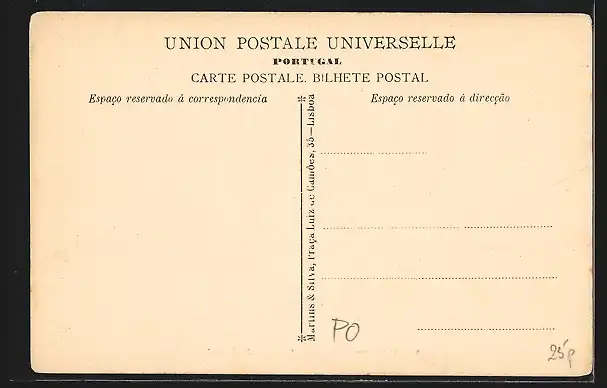 UNION POSTALE UNIVERSELLE
PORTUGAL
CARTE POSTALE. BILHETE POSTAL
Espaço reservado á correspondencia
Espaço reservado à direcção
Martins & Silva, Praça Luiz de Camões, 35—Lisboa
PO